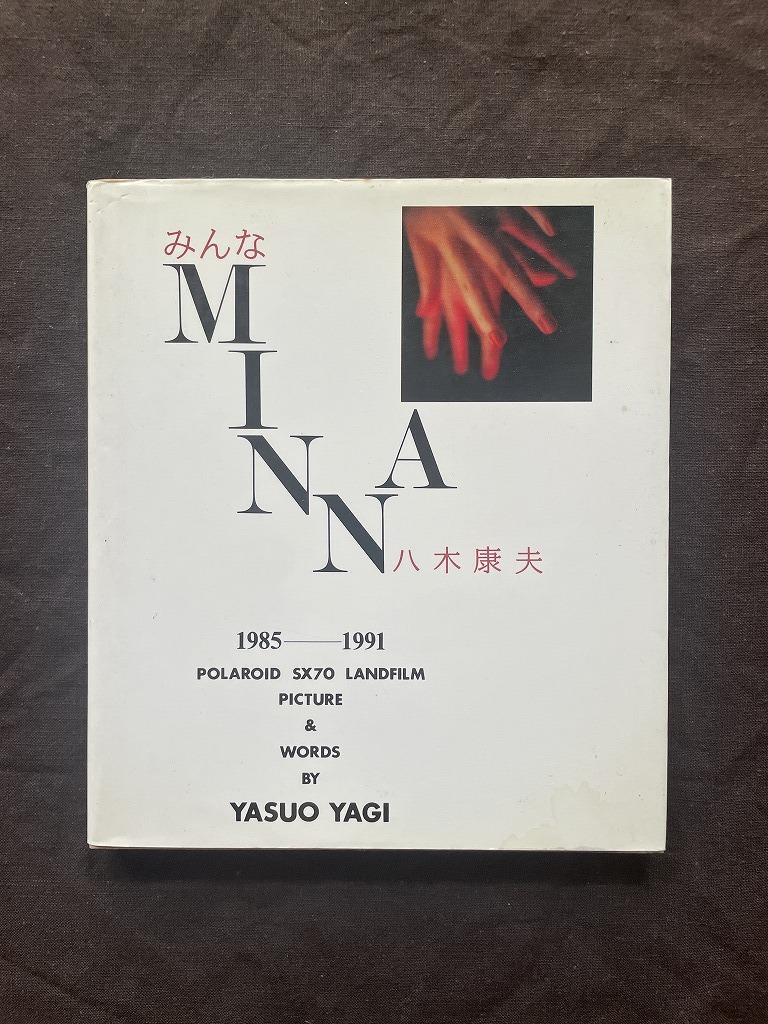 みんな
MINNA
八木康夫
1985——1991
POLAROID SX70 LANDFILM
PICTURE
&
WORDS
BY
YASUO YAGI